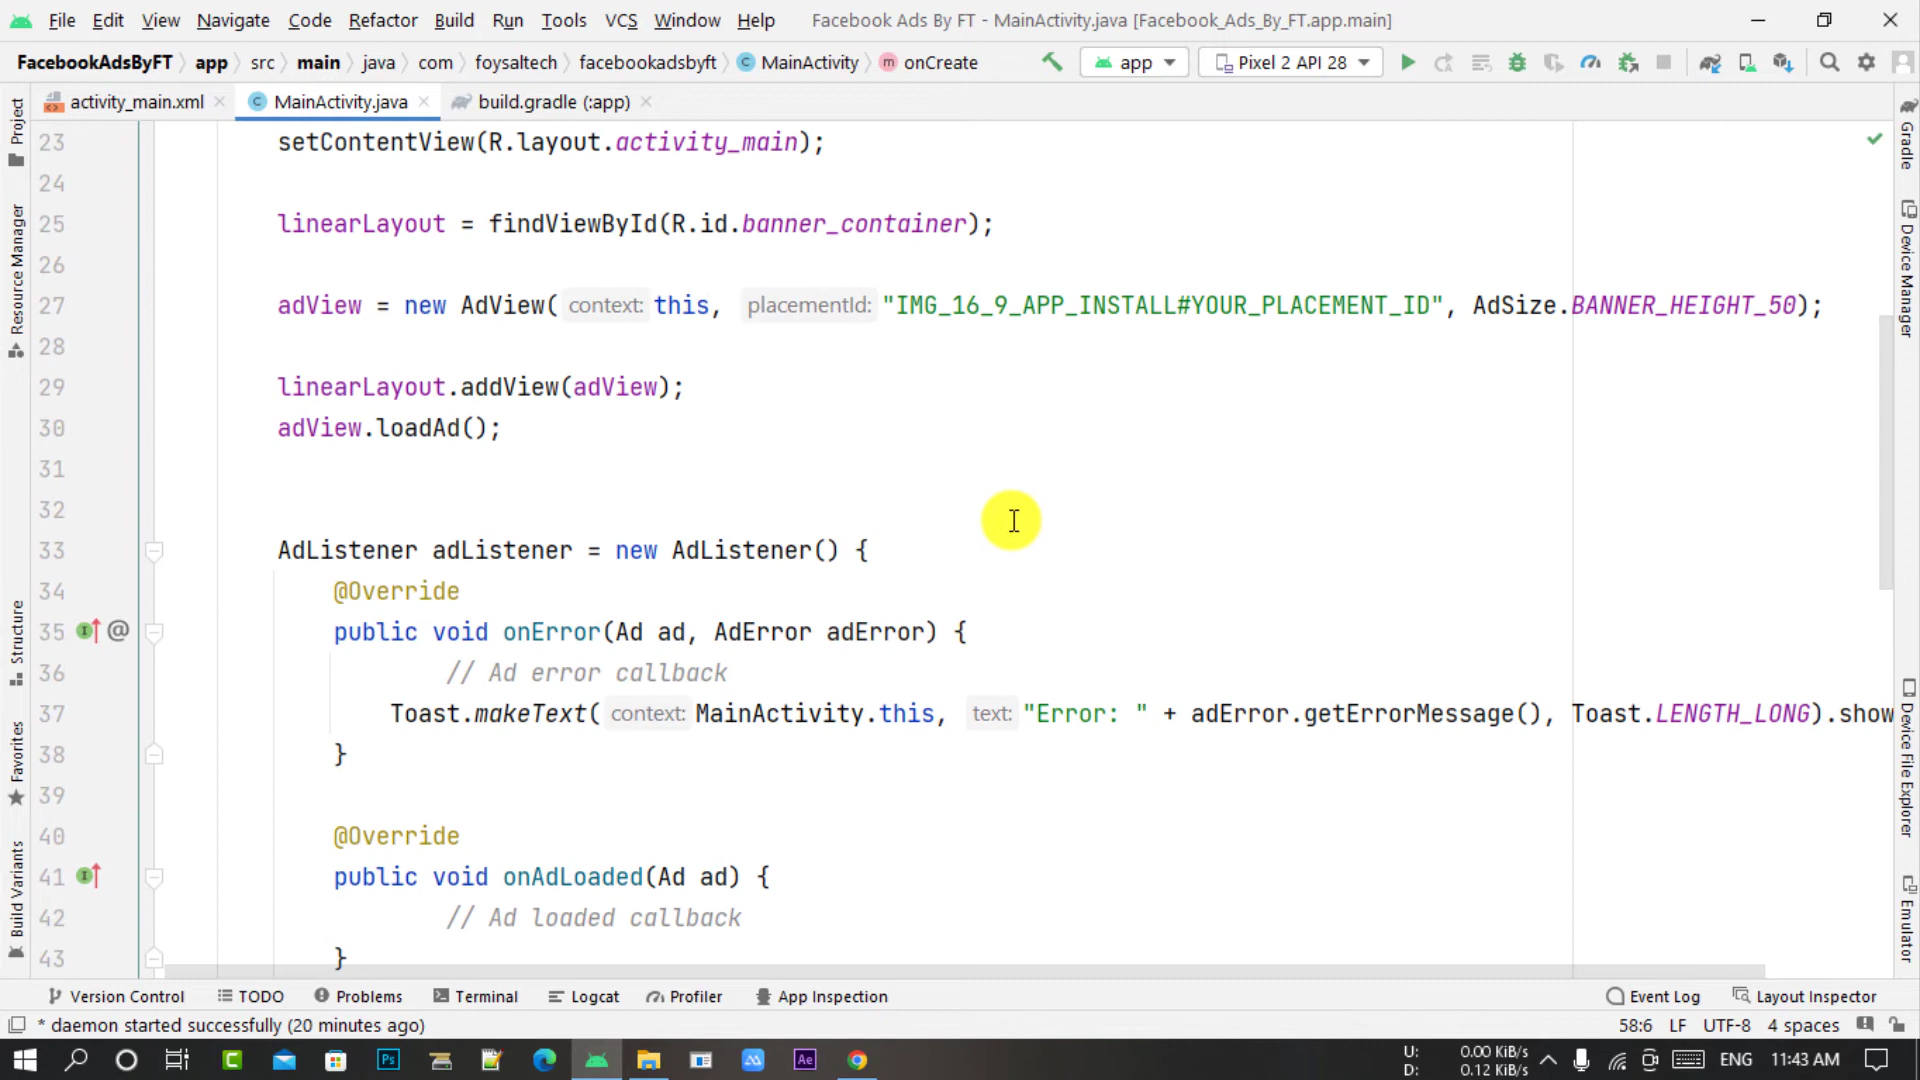 File Edit View Navigate Code Refactor Build Run Tools VCS Window Help Facebook Ads By FT - MainActivity.java [Facebook_Ads_By_FT.app.main]
FacebookAdsByFT app src main java com foysaltech facebookadsbyft C MainActivity m onCreate app Pixel 2 API 28
activity_main.xml C MainActivity.java build.gradle (:app)
Project
Resource Manager
Structure
Favorites
Build Variants
23 setContentView(R.layout.activity_main);
24
25 linearLayout = findViewById(R.id.banner_container);
26
27 adView = new AdView( context: this, placementId: "IMG_16_9_APP_INSTALL#YOUR_PLACEMENT_ID", AdSize.BANNER_HEIGHT_50);
28
29 linearLayout.addView(adView);
30 adView.loadAd();
31
32
33 AdListener adListener = new AdListener() {
34 @Override
35 @ public void onError(Ad ad, AdError adError) {
36 // Ad error callback
37 Toast.makeText( context: MainActivity.this, text: "Error: " + adError.getErrorMessage(), Toast.LENGTH_LONG).show
38 }
39
40 @Override
41 public void onAdLoaded(Ad ad) {
42 // Ad loaded callback
43 }
Gradle
Device Manager
Device File Explorer
Emulator
Version Control TODO Problems Terminal Logcat Profiler App Inspection Event Log Layout Inspector
* daemon started successfully (20 minutes ago) 58:6 LF UTF-8 4 spaces
C Ps Ae U: 0.00 KiB/s
D: 0.12 KiB/s ENG 11:43 AM